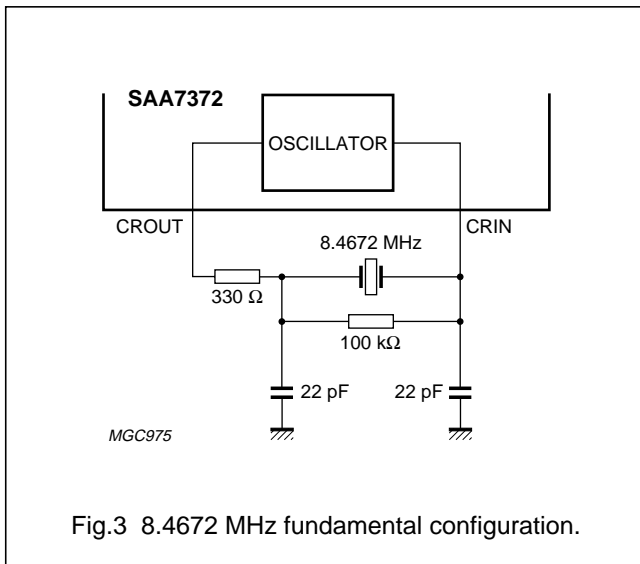 SAA7372
OSCILLATOR
CROUT
CRIN
8.4672 MHz
330 Ω
100 kΩ
22 pF
22 pF
MGC975
Fig.3 8.4672 MHz fundamental configuration.